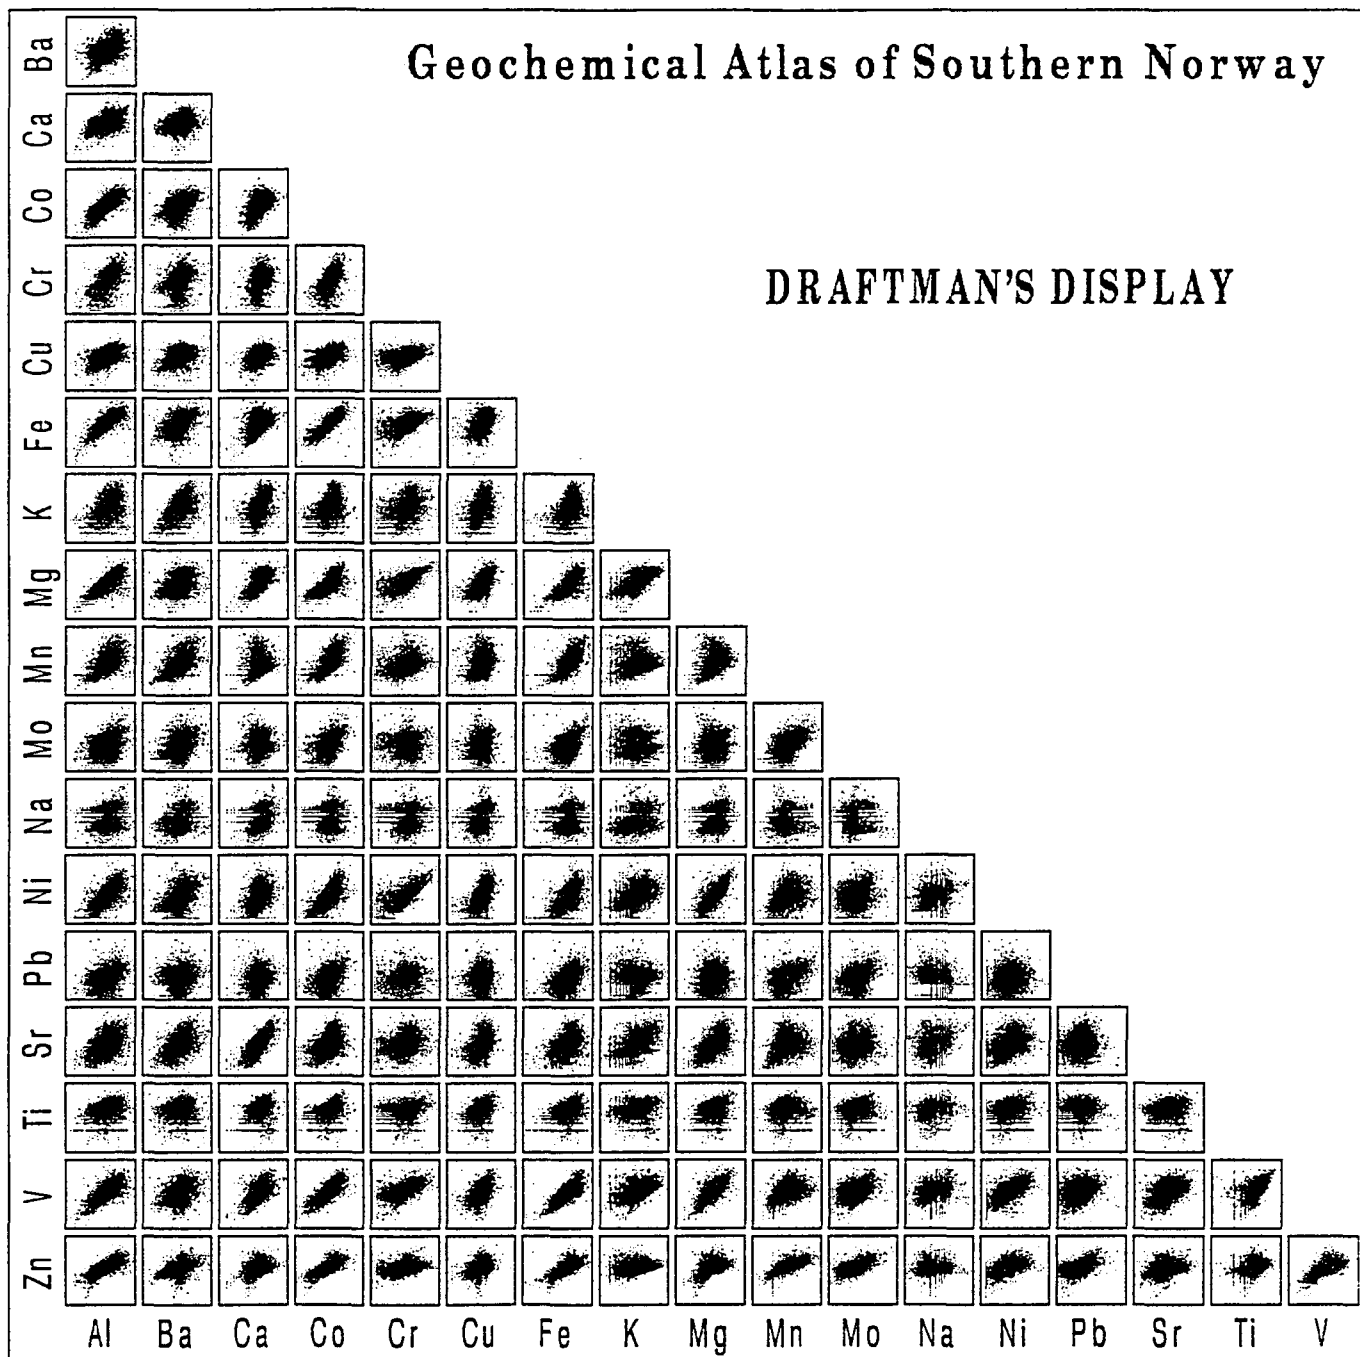 Geochemical Atlas of Southern Norway
DRAFTMAN'S DISPLAY
Ba
Ca
Co
Cr
Cu
Fe
K
Mg
Mn
Mo
Na
Ni
Pb
Sr
Ti
V
Zn
Al Ba Ca Co Cr Cu Fe K Mg Mn Mo Na Ni Pb Sr Ti V